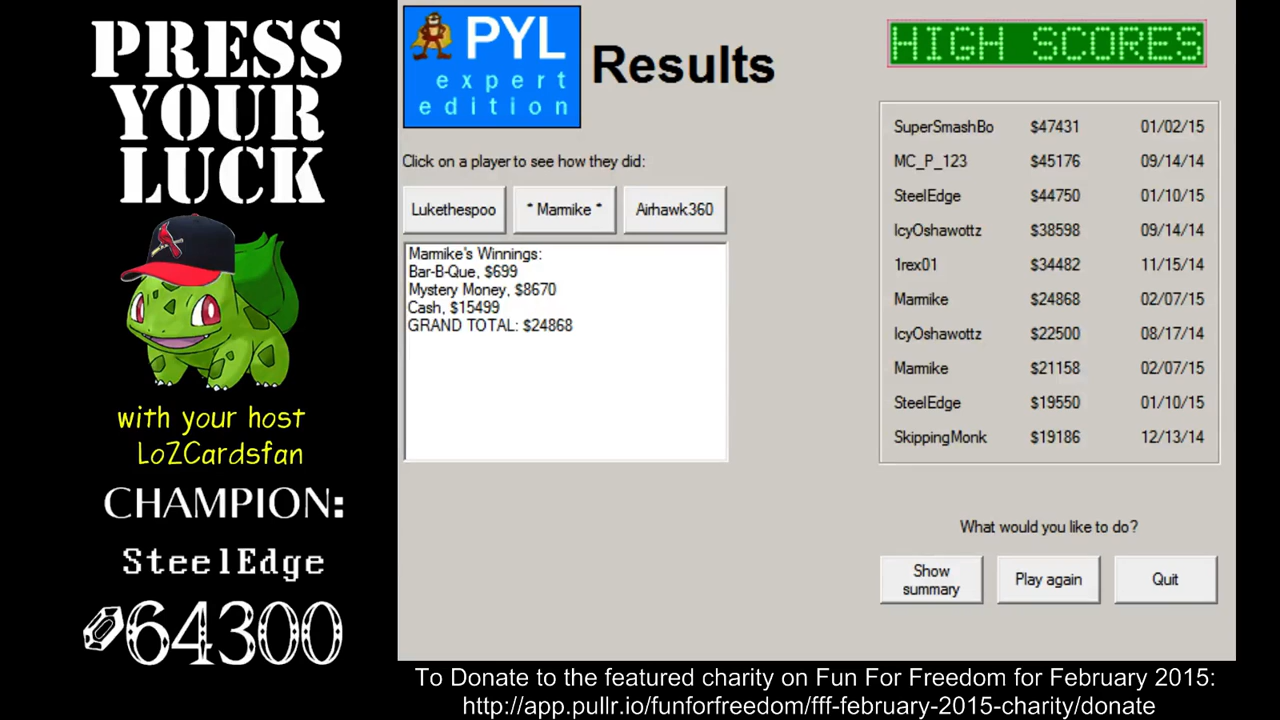 PRESS
YOUR
LUCK
with your host
LoZCardsfan
CHAMPION:
SteelEdge
64300
PYL
expert
edition
Results
Click on a player to see how they did:
Lukethespoo
* Marmike *
Airhawk360
Marmike's Winnings:
Bar-B-Que, $699
Mystery Money, $8670
Cash, $15499
GRAND TOTAL: $24868
HIGH SCORES
SuperSmashBo $47431 01/02/15
MC_P_123 $45176 09/14/14
SteelEdge $44750 01/10/15
IcyOshawottz $38598 09/14/14
1rex01 $34482 11/15/14
Marmike $24868 02/07/15
IcyOshawottz $22500 08/17/14
Marmike $21158 02/07/15
SteelEdge $19550 01/10/15
SkippingMonk $19186 12/13/14
What would you like to do?
Show
summary
Play again
Quit
To Donate to the featured charity on Fun For Freedom for February 2015:
http://app.pullr.io/funforfreedom/fff-february-2015-charity/donate